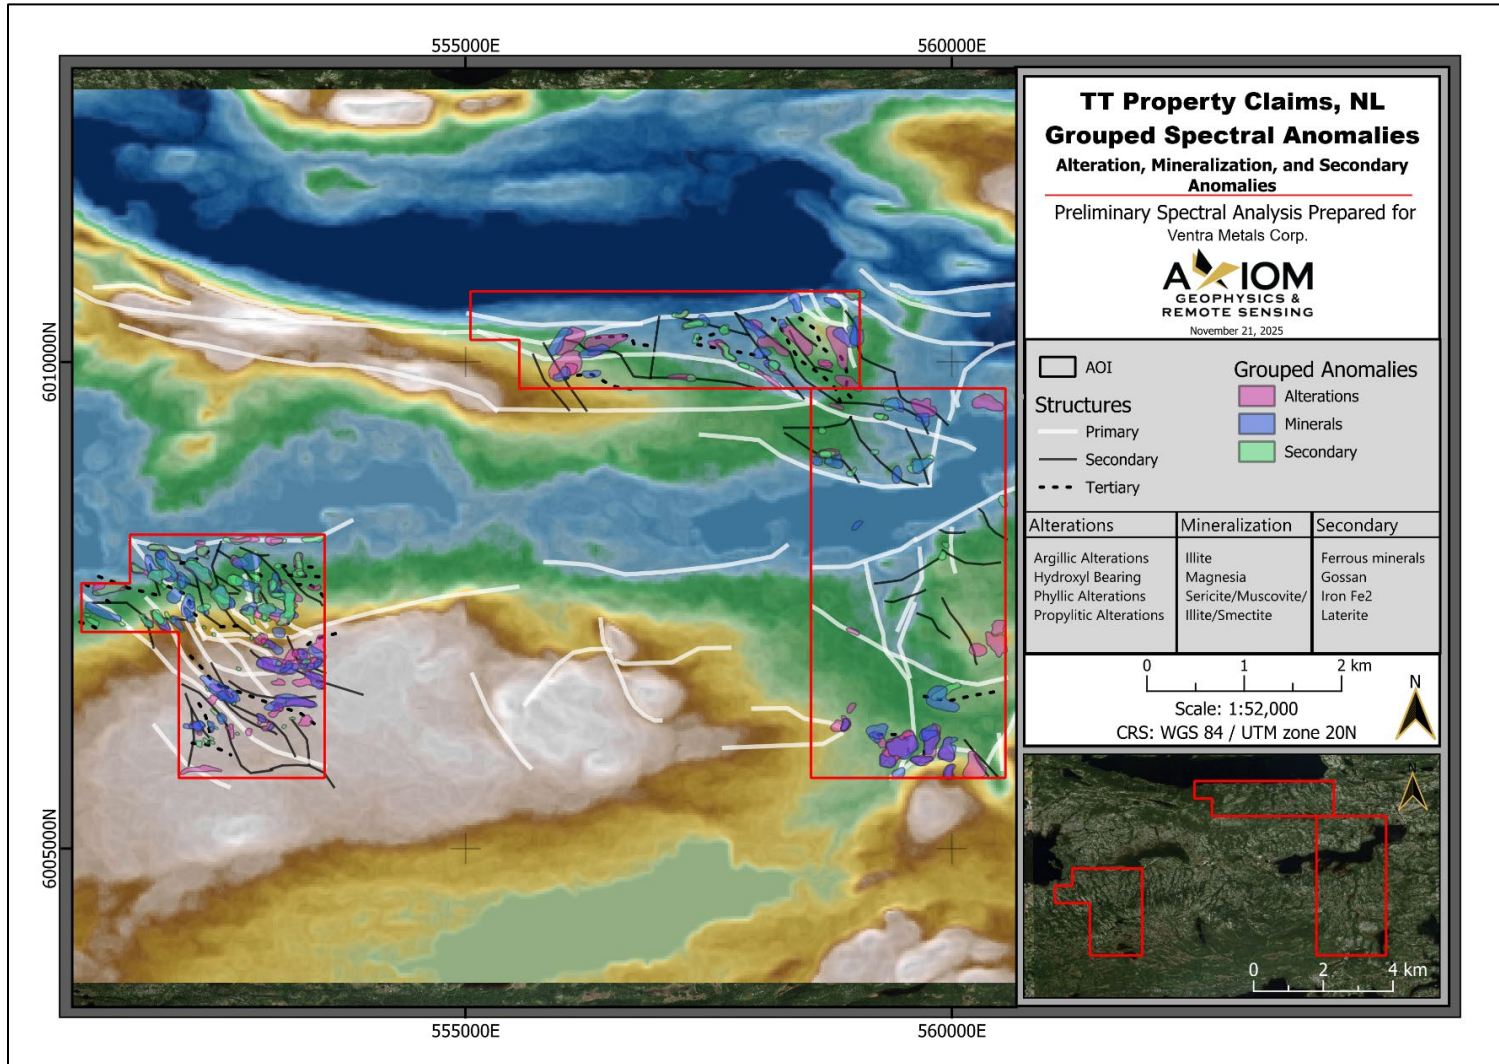 555000E
560000E
6010000N
6005000N
555000E
560000E
TT Property Claims, NL
Grouped Spectral Anomalies
Alteration, Mineralization, and Secondary
Anomalies
Preliminary Spectral Analysis Prepared for
Ventra Metals Corp.
AXIOM
GEOPHYSICS &
REMOTE SENSING
November 21, 2025
AOI
Structures
Primary
Secondary
Tertiary
Grouped Anomalies
Alterations
Minerals
Secondary
Alterations
Argillic Alterations
Hydroxyl Bearing
Phyllic Alterations
Propylitic Alterations
Mineralization
Illite
Magnesia
Sericite/Muscovite/
Illite/Smectite
Secondary
Ferrous minerals
Gossan
Iron Fe2
Laterite
0 1 2 km
Scale: 1:52,000
CRS: WGS 84 / UTM zone 20N
N
N
0 2 4 km